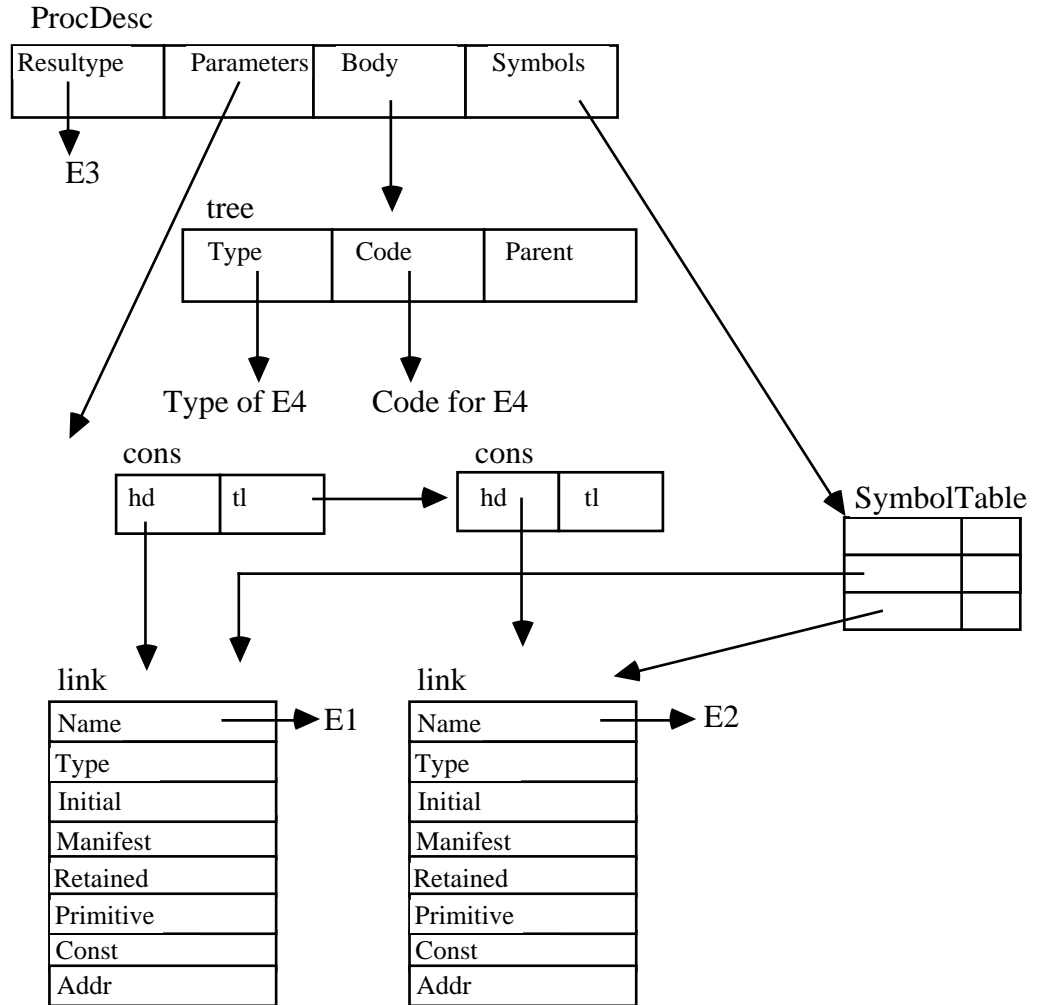 ProcDesc
Resultype Parameters Body Symbols
E3
tree
Type Code Parent
Type of E4 Code for E4
cons cons
hd tl hd tl
SymbolTable
link link
Name E1 Name E2
Type Type
Initial Initial
Manifest Manifest
Retained Retained
Primitive Primitive
Const Const
Addr Addr